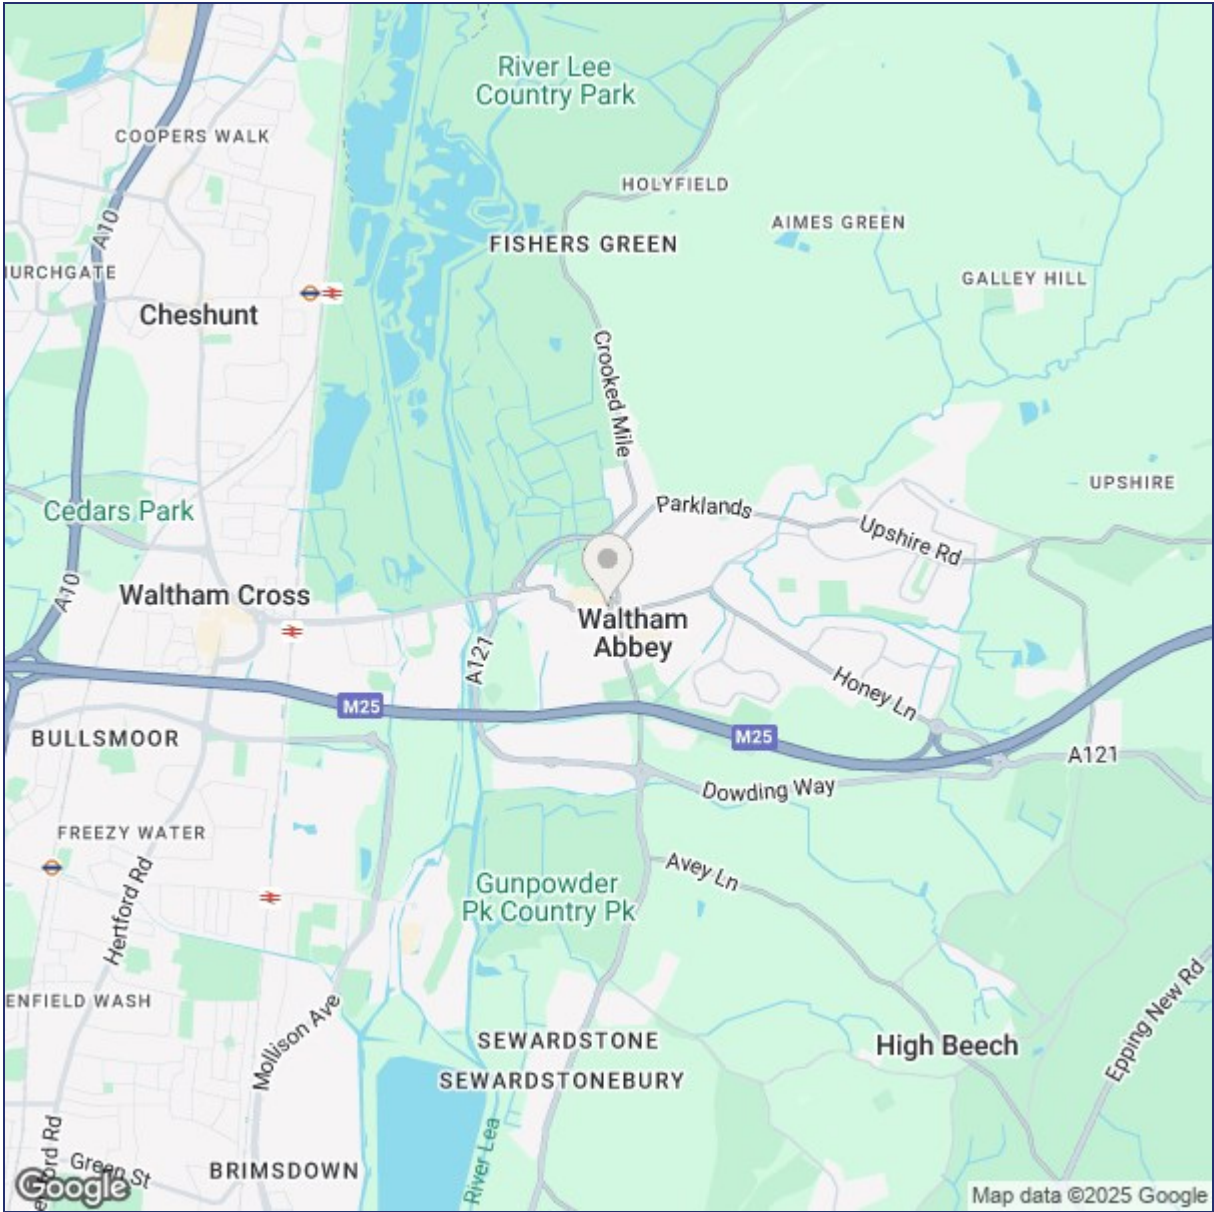 River Lee
Country Park
COOPERS WALK
HOLYFIELD
AIMES GREEN
A10
FISHERS GREEN
HURCHGATE
GALLEY HILL
Cheshunt
Crooked Mile
UPSHIRE
Cedars Park
Parklands
Upshire Rd
A10
Waltham Cross
Waltham
Abbey
A121
Honey Ln
M25
M25
BULLSMOOR
A121
Dowding Way
FREEZY WATER
Avey Ln
Hertford Rd
Gunpowder
Pk Country Pk
ENFIELD WASH
Mollison Ave
SEWARDSTONE
High Beech
Epping New Rd
SEWARDSTONEBURY
River Lea
Green St
BRIMSDOWN
Google
Map data ©2025 Google